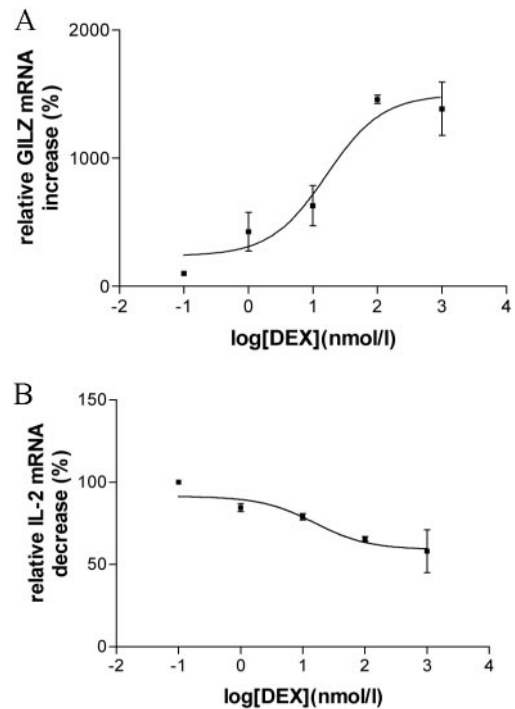 A
relative GILZ mRNA
increase (%)
2000
1000
0
-2
-1
0
1
2
3
4
log[DEX](nmol/l)
B
relative IL-2 mRNA
decrease (%)
150
100
50
0
-2
-1
0
1
2
3
4
log[DEX](nmol/l)